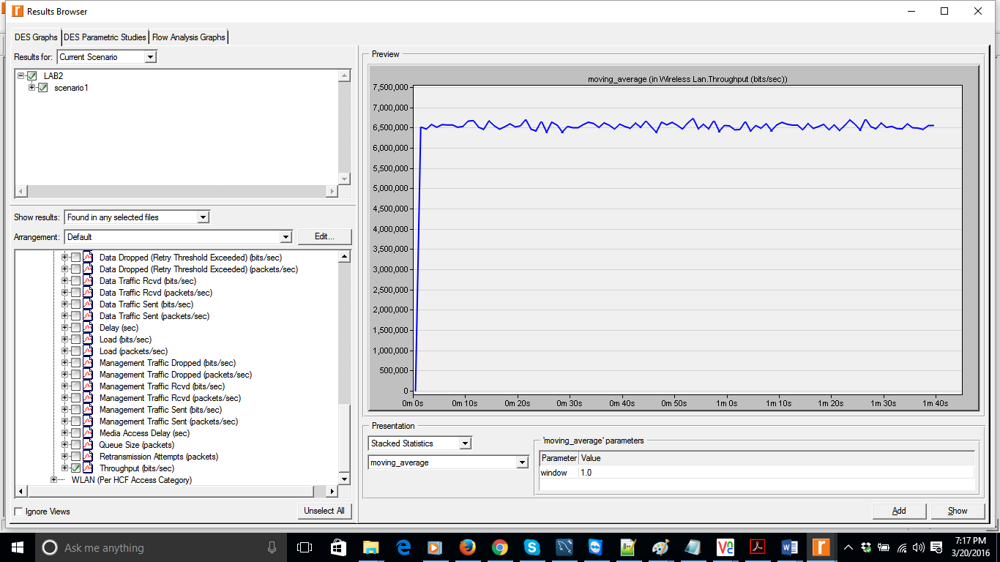 Results Browser
DES Graphs DES Parametric Studies Flow Analysis Graphs
Results for: Current Scenario
LAB2
scenario1
Show results: Found in any selected files
Arrangement: Default Edit...
Data Dropped (Retry Threshold Exceeded) (bits/sec)
Data Dropped (Retry Threshold Exceeded) (packets/sec)
Data Traffic Rcvd (bits/sec)
Data Traffic Rcvd (packets/sec)
Data Traffic Sent (bits/sec)
Data Traffic Sent (packets/sec)
Delay (sec)
Load (bits/sec)
Load (packets/sec)
Management Traffic Dropped (bits/sec)
Management Traffic Dropped (packets/sec)
Management Traffic Rcvd (bits/sec)
Management Traffic Rcvd (packets/sec)
Management Traffic Sent (bits/sec)
Management Traffic Sent (packets/sec)
Media Access Delay (sec)
Queue Size (packets)
Retransmission Attempts (packets)
Throughput (bits/sec)
WLAN (Per HCF Access Category)
Ignore Views Unselect All
Preview
moving_average (in Wireless Lan.Throughput (bits/sec))
7,500,000
7,000,000
6,500,000
6,000,000
5,500,000
5,000,000
4,500,000
4,000,000
3,500,000
3,000,000
2,500,000
2,000,000
1,500,000
1,000,000
500,000
0
0m 0s 0m 10s 0m 20s 0m 30s 0m 40s 0m 50s 1m 0s 1m 10s 1m 20s 1m 30s 1m 40s
Presentation
Stacked Statistics
moving_average
'moving_average' parameters
Parameter Value
window 1.0
Add Show
Ask me anything
7:17 PM
3/20/2016